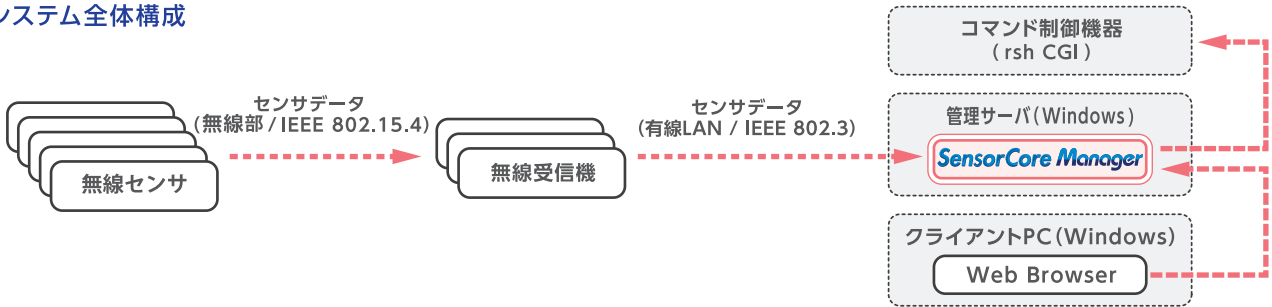 システム全体構成
コマンド制御機器
(rsh CGI)
センサデータ
(無線部/IEEE 802.15.4)
センサデータ
(有線LAN / IEEE 802.3)
管理サーバ(Windows)
SensorCore Manager
無線センサ
無線受信機
クライアントPC(Windows)
Web Browser